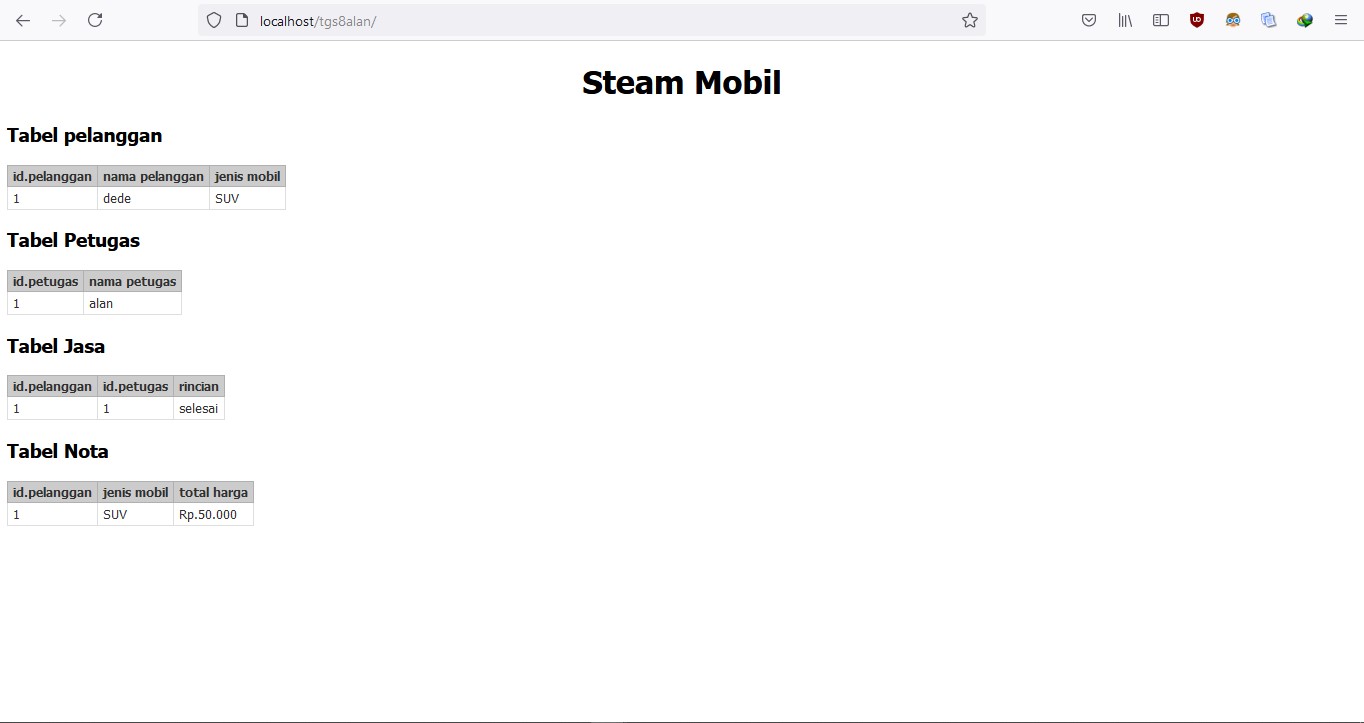 localhost/tgs8alan/
Steam Mobil
Tabel pelanggan
id.pelanggan nama pelanggan jenis mobil
1 dede SUV
Tabel Petugas
id.petugas nama petugas
1 alan
Tabel Jasa
id.pelanggan id.petugas rincian
1 1 selesai
Tabel Nota
id.pelanggan jenis mobil total harga
1 SUV Rp.50.000